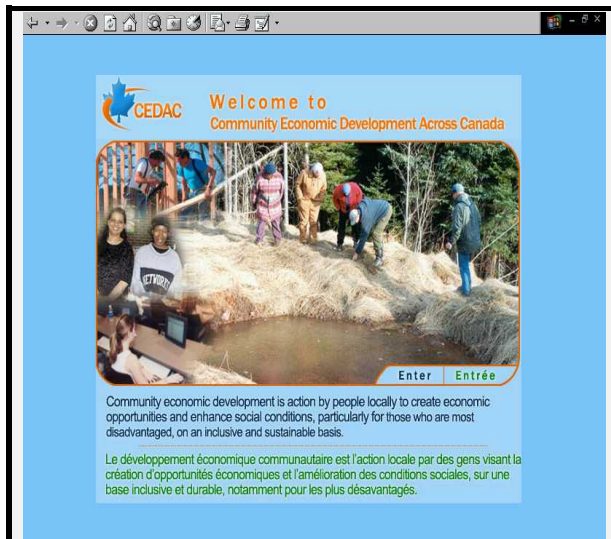 CEDAC
Welcome to
Community Economic Development Across Canada
NETWORKS
Enter Entrée
Community economic development is action by people locally to create economic
opportunities and enhance social conditions, particularly for those who are most
disadvantaged, on an inclusive and sustainable basis.
Le développement économique communautaire est l'action locale par des gens visant la
création d'opportunités économiques et l'amélioration des conditions sociales, sur une
base inclusive et durable, notamment pour les plus désavantagés.